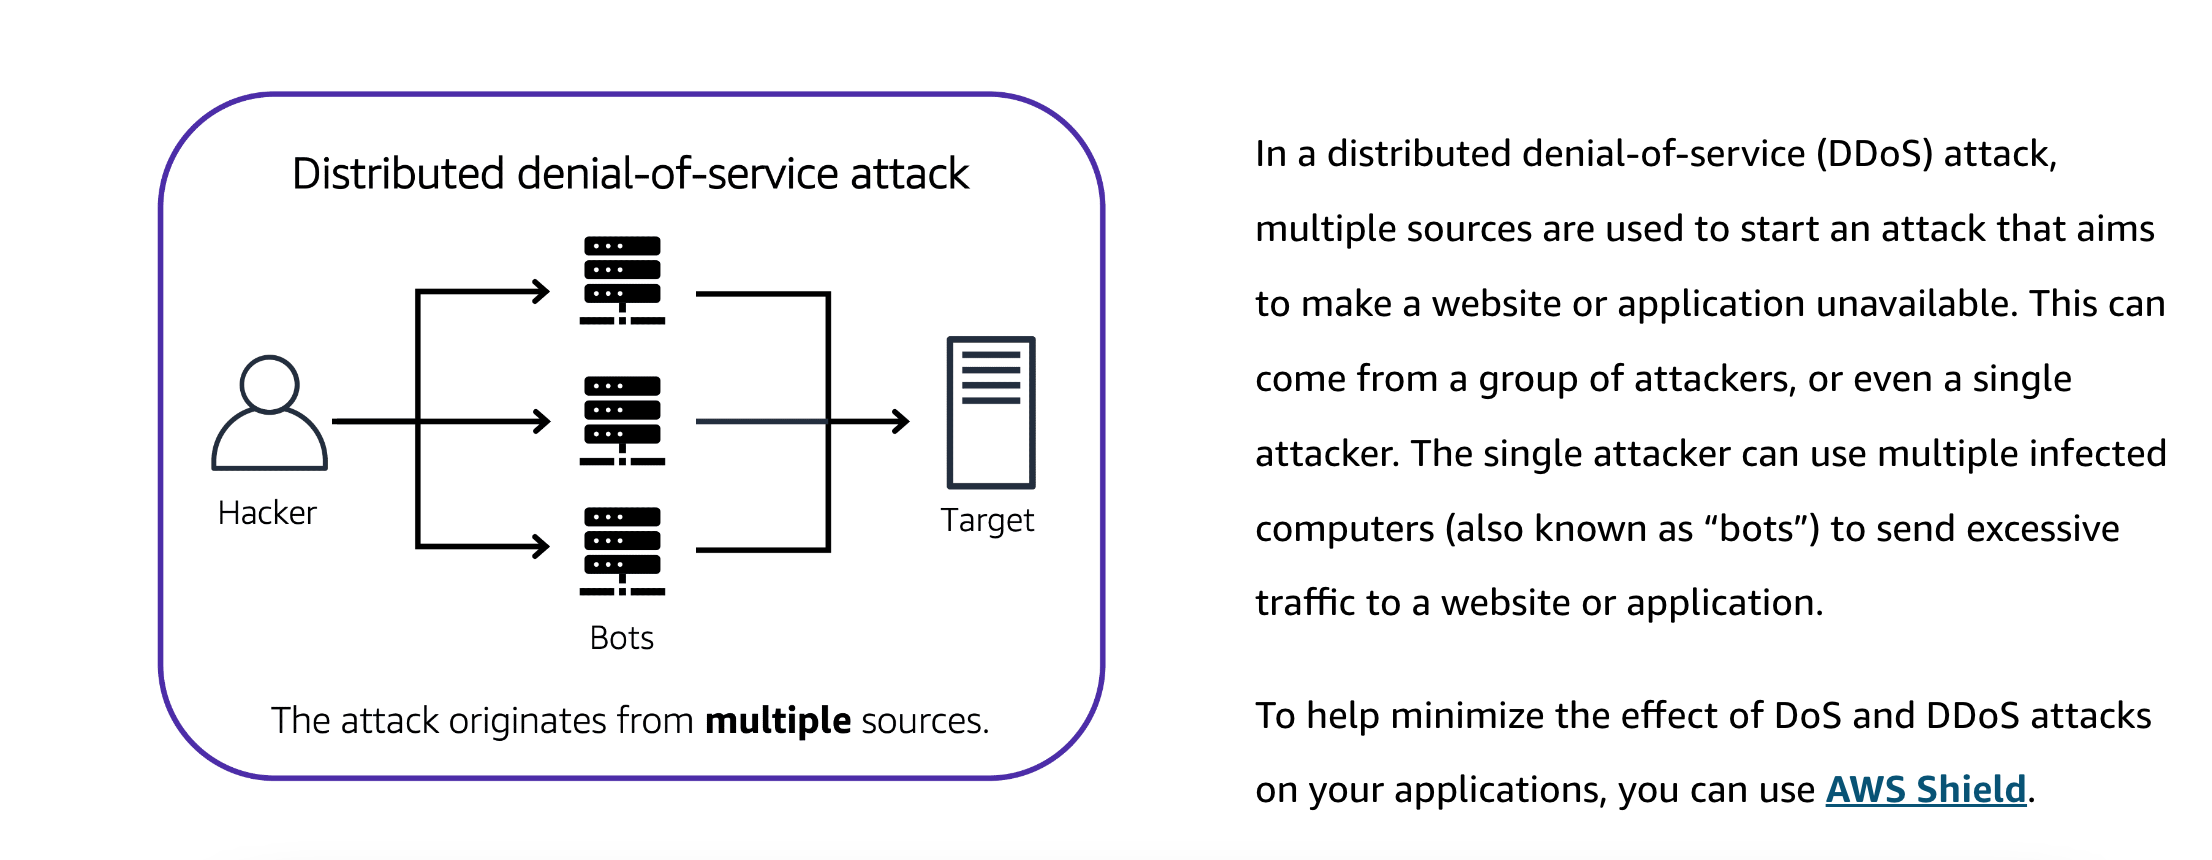 Distributed denial-of-service attack
Hacker
Bots
Target
The attack originates from multiple sources.
In a distributed denial-of-service (DDoS) attack,
multiple sources are used to start an attack that aims
to make a website or application unavailable. This can
come from a group of attackers, or even a single
attacker. The single attacker can use multiple infected
computers (also known as “bots”) to send excessive
traffic to a website or application.
To help minimize the effect of DoS and DDoS attacks
on your applications, you can use AWS Shield.